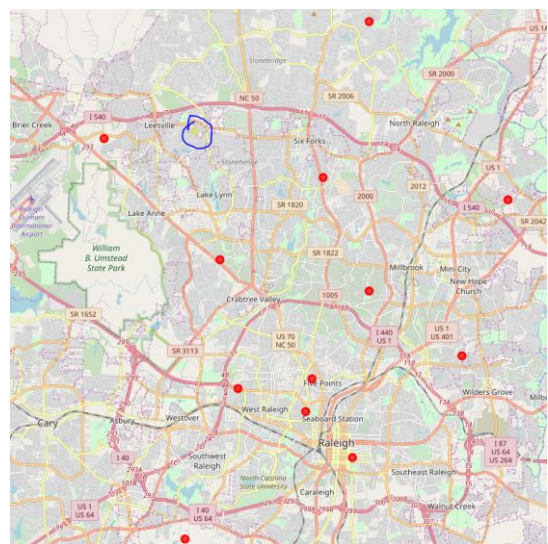 Stonebridge
US 1A
SR 2000
NC 50
SR 2006
I 540
Brier Creek
Leesville
North Raleigh
293
Six Forks
Stonehenge
US 1
Lake Lynn
2012
2000
Raleigh
Durham
International
Airport
SR 1820
I 540
Lake Anne
SR 2042
William
B. Umstead
State Park
SR 1822
Millbrook
Mini City
New Hope
Church
Crabtree Valley
1005
SR 1652
I 440
US 1
US 70
NC 50
US 1
US 401
SR 3113
Five Points
Wilders Grove
West Raleigh
Seaboard Station
Cary
Asbury
Westover
Raleigh
I 40
Southwest
Raleigh
I 87
US 64
US 264
Southeast Raleigh
North Carolina
State University
Caraleigh
US 1
US 64
I 40
US 64
Walnut Creek